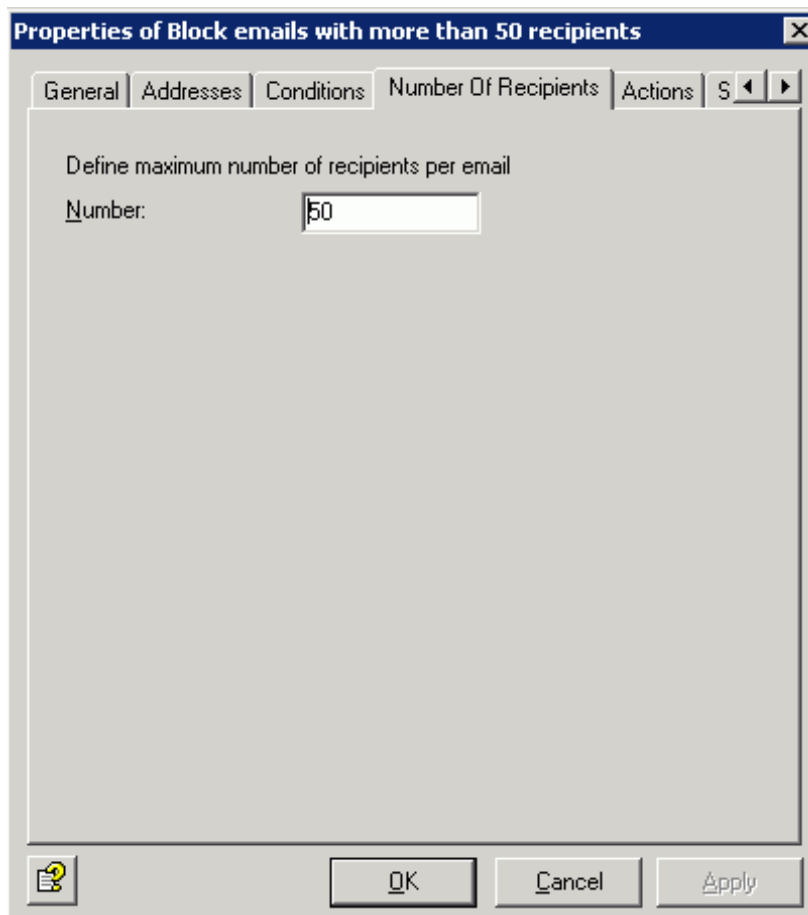 Properties of Block emails with more than 50 recipients
General Addresses Conditions Number Of Recipients Actions S
Define maximum number of recipients per email
Number: 50
OK Cancel Apply